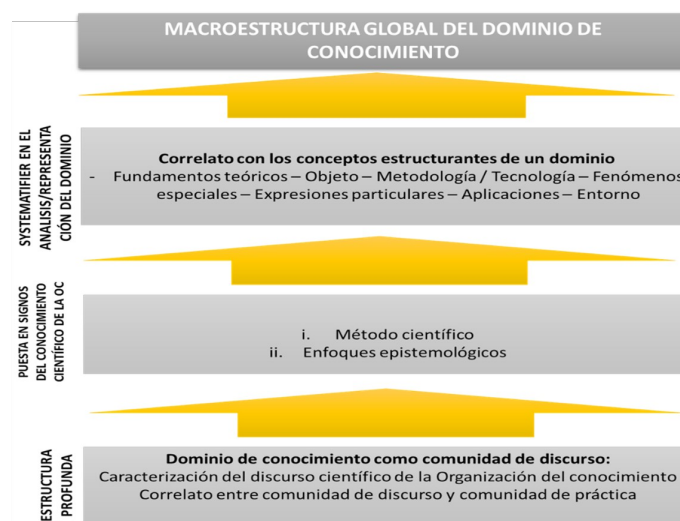 MACROESTRUCTURA GLOBAL DEL DOMINIO DE
CONOCIMIENTO
SYSTEMATIFIER EN EL
ANALISIS/REPRESENTA
CIÓN DEL DOMINIO
Correlato con los conceptos estructurantes de un dominio
- Fundamentos teóricos – Objeto – Metodología / Tecnología – Fenómenos
especiales – Expresiones particulares – Aplicaciones – Entorno
PUESTA EN SIGNOS
DEL CONOCIMIENTO
CIENTÍFICO DE LA OC
i. Método científico
ii. Enfoques epistemológicos
ESTRUCTURA
PROFUNDA
Dominio de conocimiento como comunidad de discurso:
Caracterización del discurso científico de la Organización del conocimiento
Correlato entre comunidad de discurso y comunidad de práctica